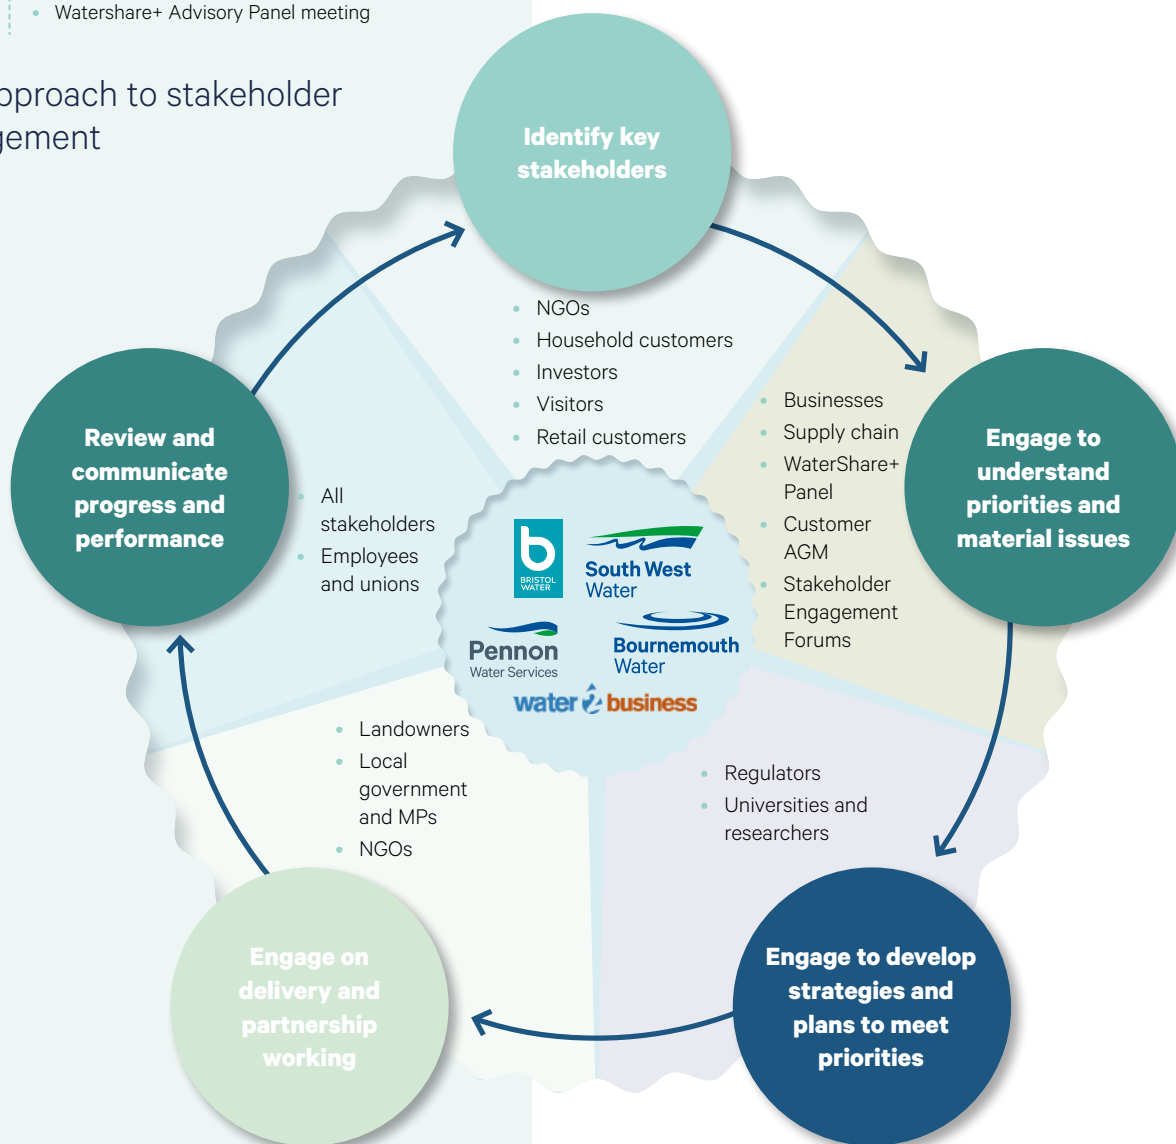 Watershare+ Advisory Panel meeting
pproach to stakeholder
gement
Identify key
stakeholders
NGOs
Household customers
Investors
Visitors
Retail customers
Businesses
Supply chain
WaterShare+
Panel
Customer
AGM
Stakeholder
Engagement
Forums
Engage to
understand
priorities and
material issues
Regulators
Universities and
researchers
Engage to develop
strategies and
plans to meet
priorities
Landowners
Local
government
and MPs
NGOs
Engage on
delivery and
partnership
working
All
stakeholders
Employees
and unions
Review and
communicate
progress and
performance
b
BRISTOL
WATER
South West
Water
Pennon
Water Services
Bournemouth
Water
water 2 business